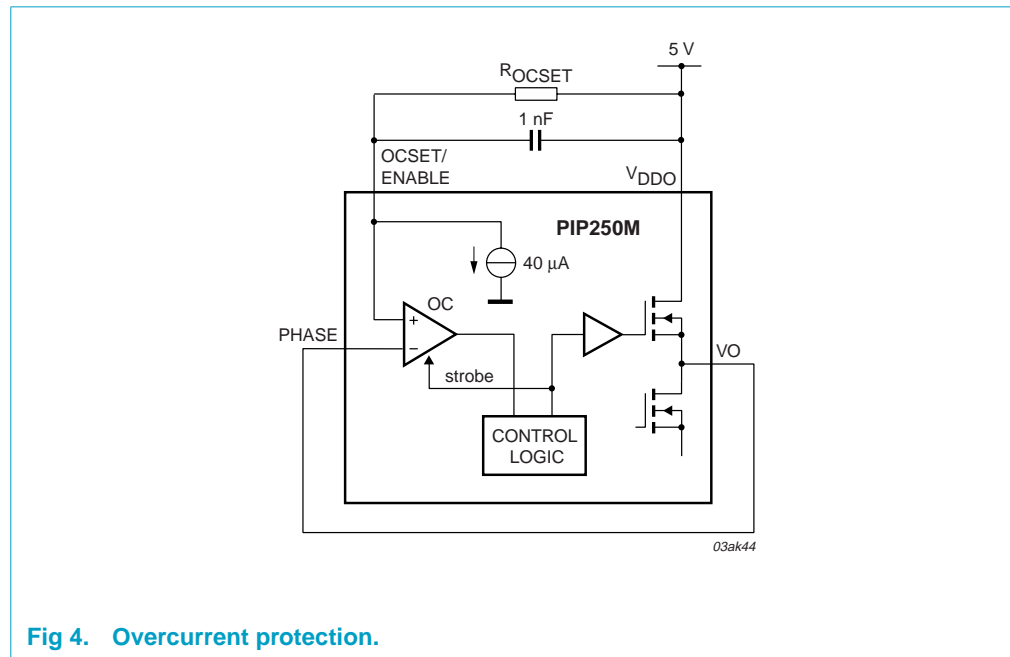 5 V
ROCSET
1 nF
OCSET/
ENABLE
VDDO
PIP250M
40 μA
OC
+
PHASE
−
VO
strobe
CONTROL
LOGIC
03ak44
Fig 4. Overcurrent protection.